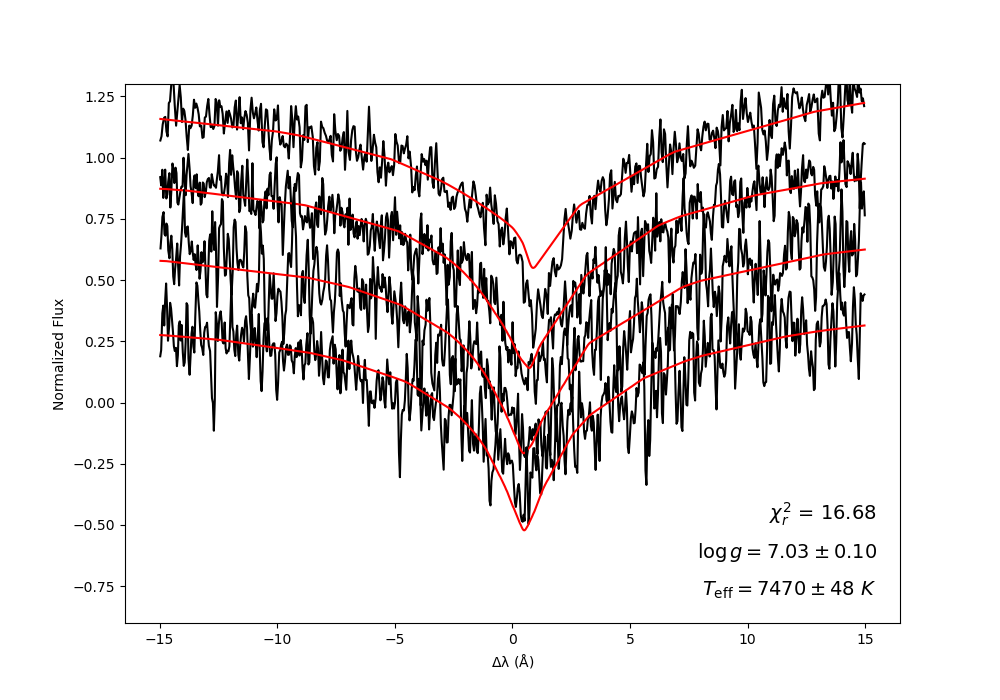 1.25
1.00
0.75
0.50
0.25
0.00
−0.25
−0.50
−0.75
Normalized Flux
χ²ᵣ = 16.68
log g = 7.03 ± 0.10
T_eff = 7470 ± 48 K
−15 −10 −5 0 5 10 15
Δλ (Å)